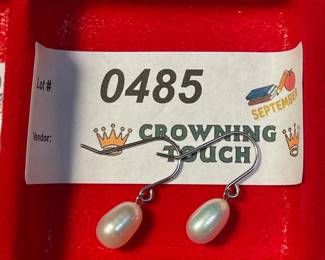 Lot #
0485
SEPTEMBER
Vendor:
CROWNING
TOUCH